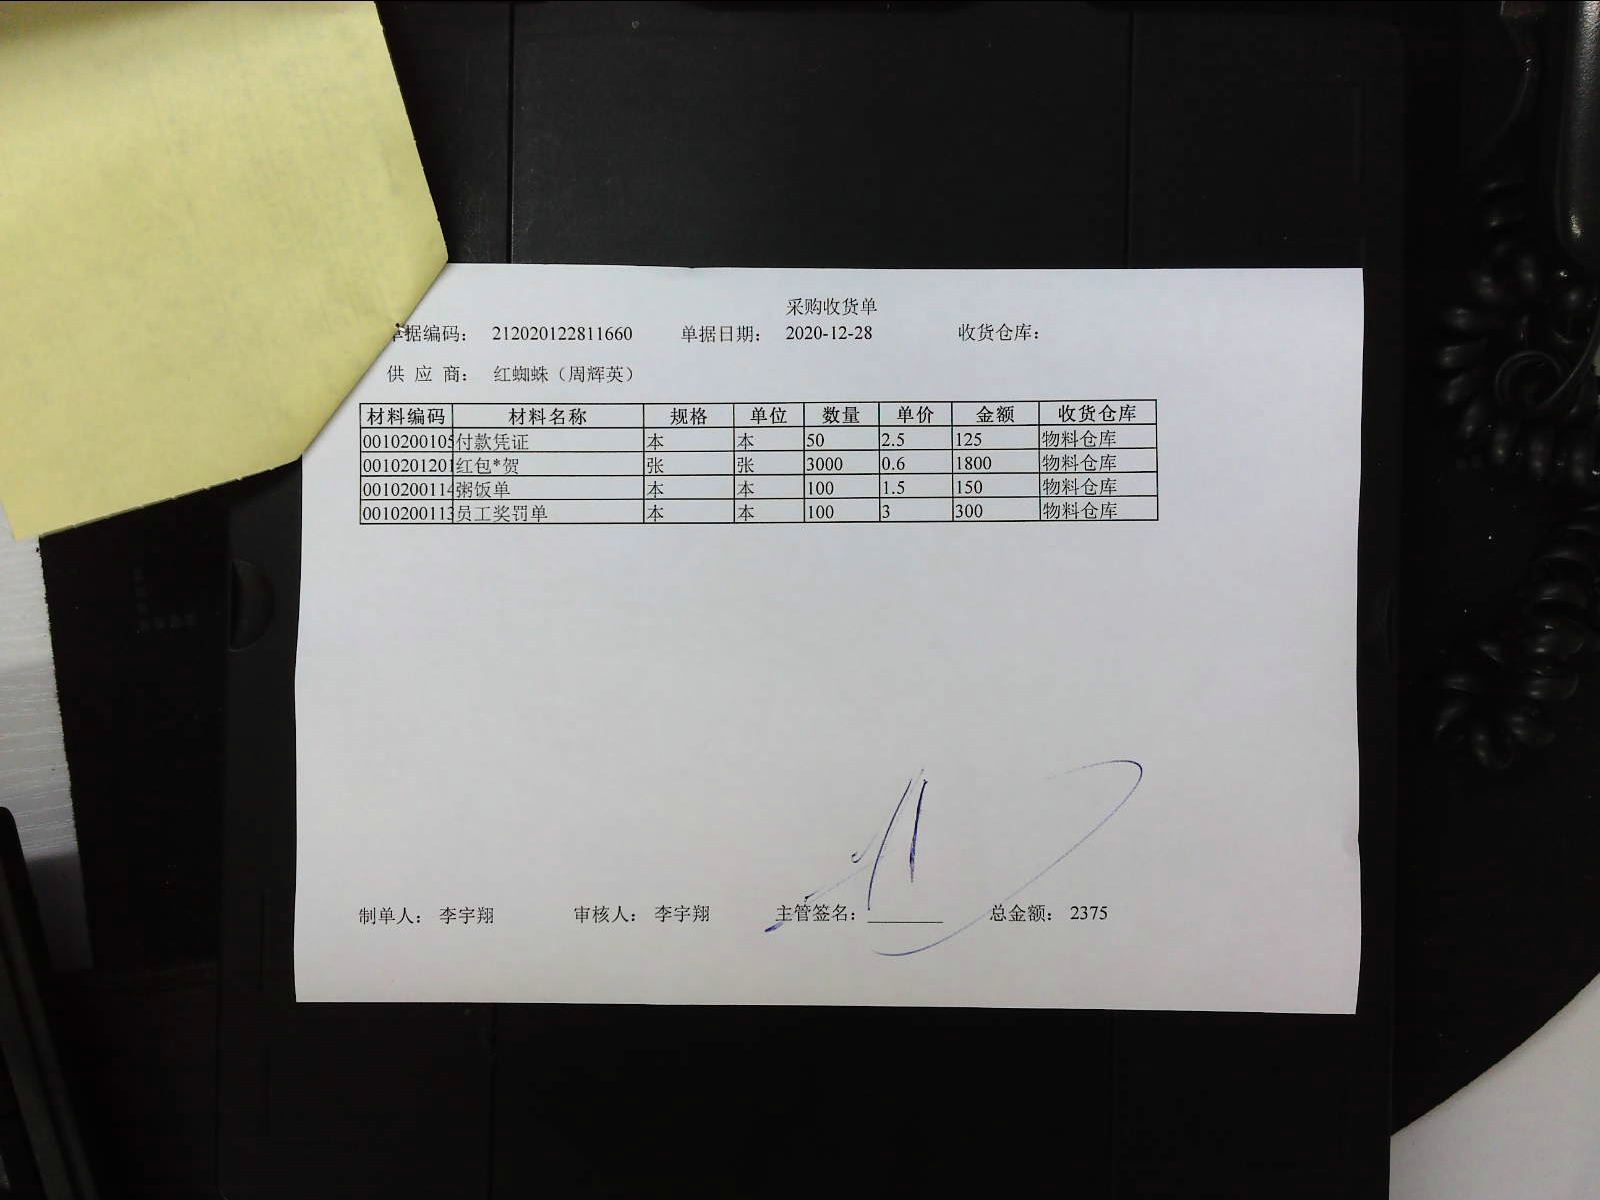 采购收货单
单据编码： 212020122811660 单据日期： 2020-12-28 收货仓库：
供 应 商： 红蜘蛛（周辉英）
材料编码 材料名称 规格 单位 数量 单价 金额 收货仓库
0010200105 付款凭证 本 本 50 2.5 125 物料仓库
0010201201 红包*贺 张 张 3000 0.6 1800 物料仓库
0010200114 粥饭单 本 本 100 1.5 150 物料仓库
0010200113 员工奖罚单 本 本 100 3 300 物料仓库
制单人： 李宇翔 审核人： 李宇翔 主管签名： 总金额： 2375